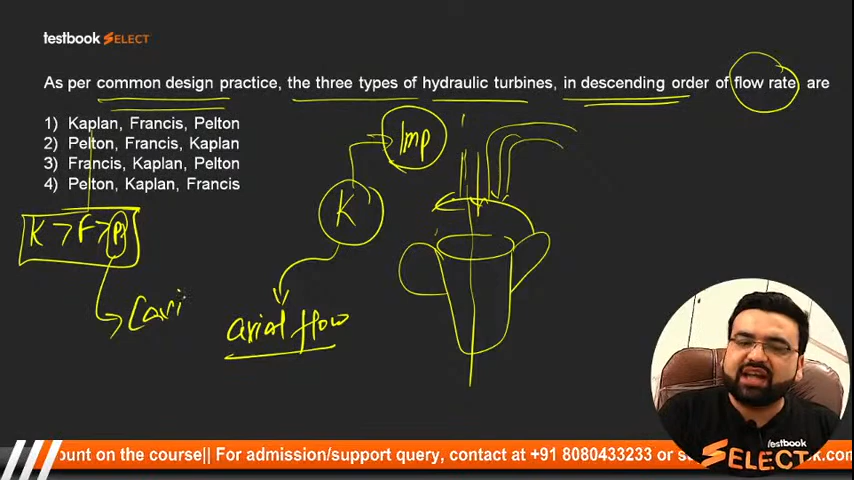 testbook SELECT
As per common design practice, the three types of hydraulic turbines, in descending order of flow rate are
1) Kaplan, Francis, Pelton
2) Pelton, Francis, Kaplan
3) Francis, Kaplan, Pelton
4) Pelton, Kaplan, Francis
Imp
K
K > F > P
Cavi
axial flow
testbook
SELECT
ount on the course|| For admission/support query, contact at +91 8080433233 or su
k.com